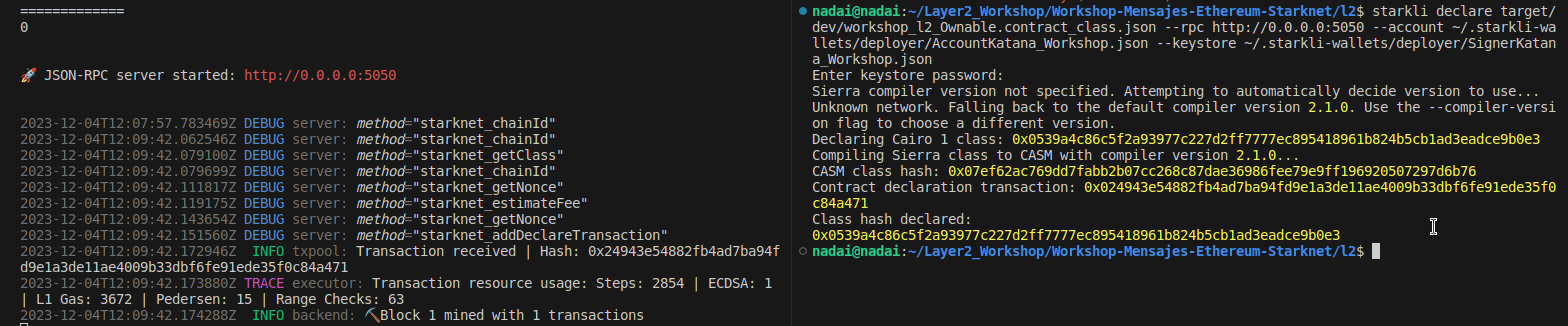 =============
0
🚀 JSON-RPC server started: http://0.0.0.0:5050
2023-12-04T12:07:57.783469Z DEBUG server: method="starknet_chainId"
2023-12-04T12:09:42.062546Z DEBUG server: method="starknet_chainId"
2023-12-04T12:09:42.079100Z DEBUG server: method="starknet_getClass"
2023-12-04T12:09:42.079699Z DEBUG server: method="starknet_chainId"
2023-12-04T12:09:42.111817Z DEBUG server: method="starknet_getNonce"
2023-12-04T12:09:42.119175Z DEBUG server: method="starknet_estimateFee"
2023-12-04T12:09:42.143654Z DEBUG server: method="starknet_getNonce"
2023-12-04T12:09:42.151560Z DEBUG server: method="starknet_addDeclareTransaction"
2023-12-04T12:09:42.172946Z  INFO txpool: Transaction received | Hash: 0x24943e54882fb4ad7ba94f
d9e1a3de11ae4009b33dbf6fe91ede35f0c84a471
2023-12-04T12:09:42.173880Z TRACE executor: Transaction resource usage: Steps: 2854 | ECDSA: 1
| L1 Gas: 3672 | Pedersen: 15 | Range Checks: 63
2023-12-04T12:09:42.174288Z  INFO backend: ⛏️Block 1 mined with 1 transactions
nadai@nadai:~/Layer2_Workshop/Workshop-Mensajes-Ethereum-Starknet/l2$ starkli declare target/
dev/workshop_l2_Ownable.contract_class.json --rpc http://0.0.0.0:5050 --account ~/.starkli-wa
llets/deployer/AccountKatana_Workshop.json --keystore ~/.starkli-wallets/deployer/SignerKatan
a_Workshop.json
Enter keystore password:
Sierra compiler version not specified. Attempting to automatically decide version to use...
Unknown network. Falling back to the default compiler version 2.1.0. Use the --compiler-versi
on flag to choose a different version.
Declaring Cairo 1 class: 0x0539a4c86c5f2a93977c227d2ff7777ec895418961b824b5cb1ad3eadce9b0e3
Compiling Sierra class to CASM with compiler version 2.1.0...
CASM class hash: 0x07ef62ac769dd7fabb2b07cc268c87dae36986fee79e9ff196920507297d6b76
Contract declaration transaction: 0x024943e54882fb4ad7ba94fd9e1a3de11ae4009b33dbf6fe91ede35f0
c84a471
Class hash declared:
0x0539a4c86c5f2a93977c227d2ff7777ec895418961b824b5cb1ad3eadce9b0e3
nadai@nadai:~/Layer2_Workshop/Workshop-Mensajes-Ethereum-Starknet/l2$